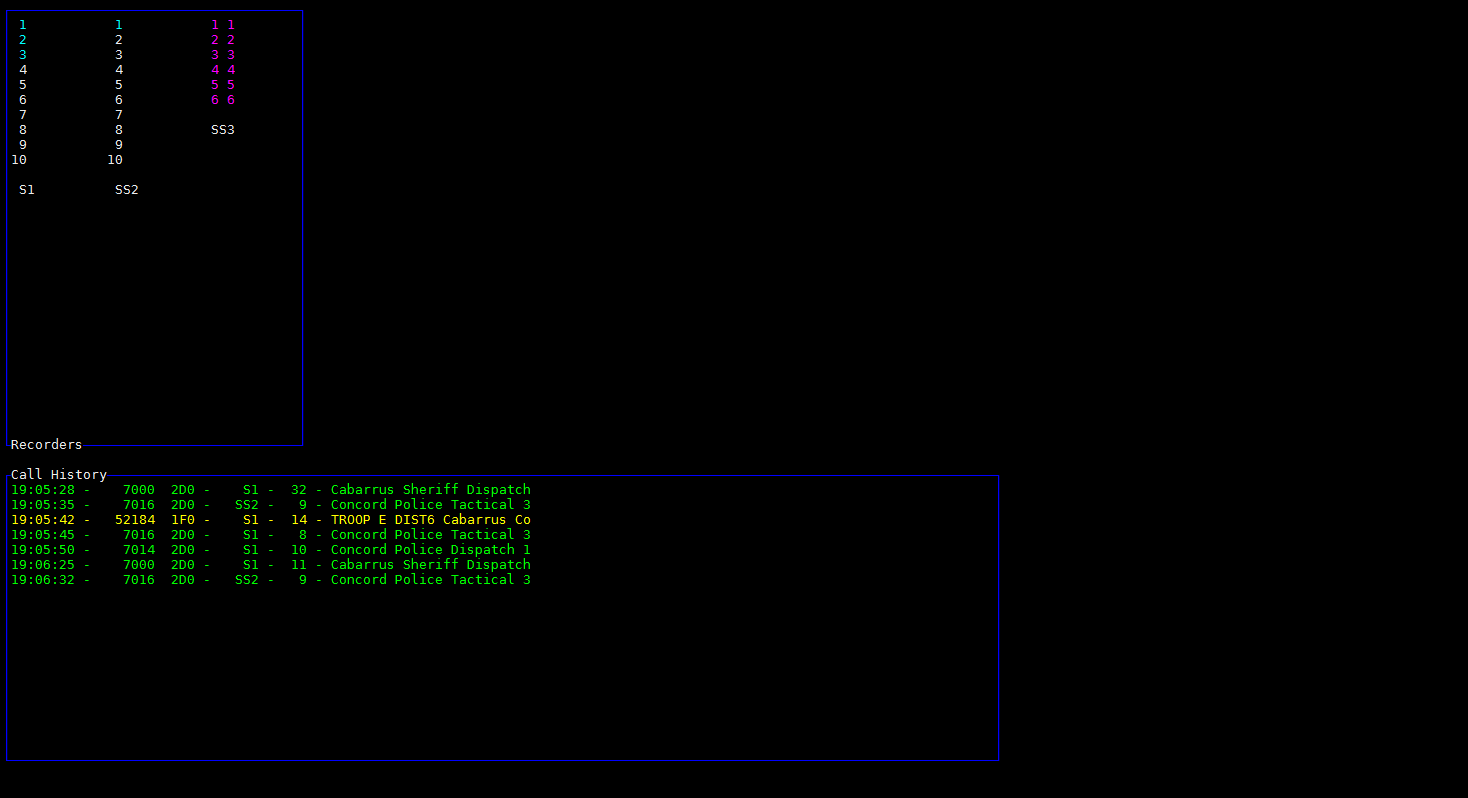 1 1 1 1
2 2 2 2
3 3 3 3
4 4 4 4
5 5 5 5
6 6 6 6
7 7
8 8 SS3
9 9
10 10
S1 SS2
Recorders
Call History
19:05:28 - 7000 2D0 - S1 - 32 - Cabarrus Sheriff Dispatch
19:05:35 - 7016 2D0 - SS2 - 9 - Concord Police Tactical 3
19:05:42 - 52184 1F0 - S1 - 14 - TROOP E DIST6 Cabarrus Co
19:05:45 - 7016 2D0 - S1 - 8 - Concord Police Tactical 3
19:05:50 - 7014 2D0 - S1 - 10 - Concord Police Dispatch 1
19:06:25 - 7000 2D0 - S1 - 11 - Cabarrus Sheriff Dispatch
19:06:32 - 7016 2D0 - SS2 - 9 - Concord Police Tactical 3